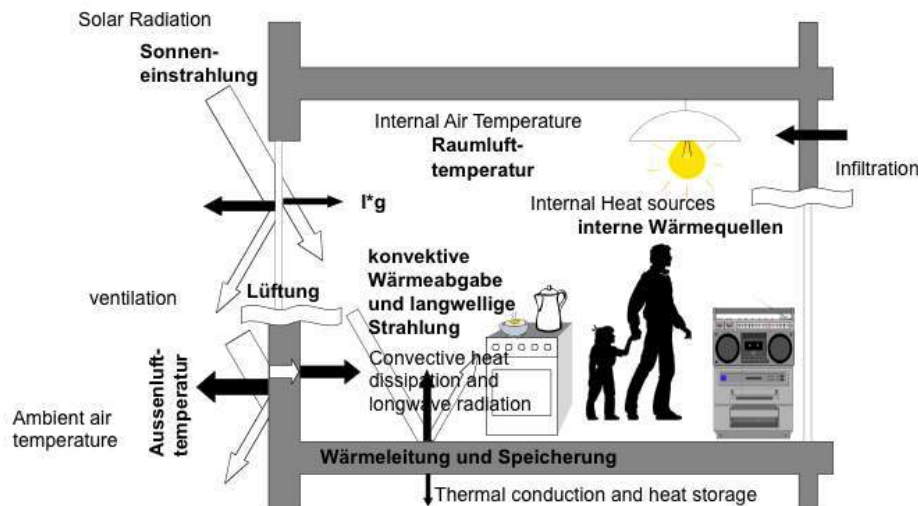 Solar Radiation
Sonnen-
einstrahlung
Internal Air Temperature
Raumluft-
temperatur
Infiltration
I*g
Internal Heat sources
interne Wärmequellen
konvektive
Wärmeabgabe
und langwellige
Strahlung
ventilation
Lüftung
Convective heat
dissipation and
longwave radiation
Aussenluft-
temperatur
Ambient air
temperature
Wärmeleitung und Speicherung
Thermal conduction and heat storage